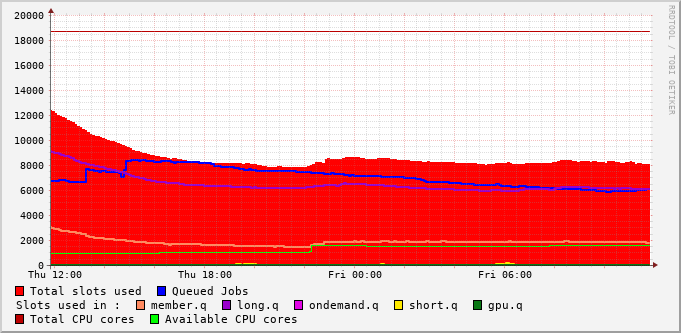 20000
18000
16000
14000
12000
10000
8000
6000
4000
2000
0
Thu 12:00 Thu 18:00 Fri 00:00 Fri 06:00
RRDTOOL / TOBI OETIKER
Total slots used Queued Jobs
Slots used in : member.q long.q ondemand.q short.q gpu.q
Total CPU cores Available CPU cores